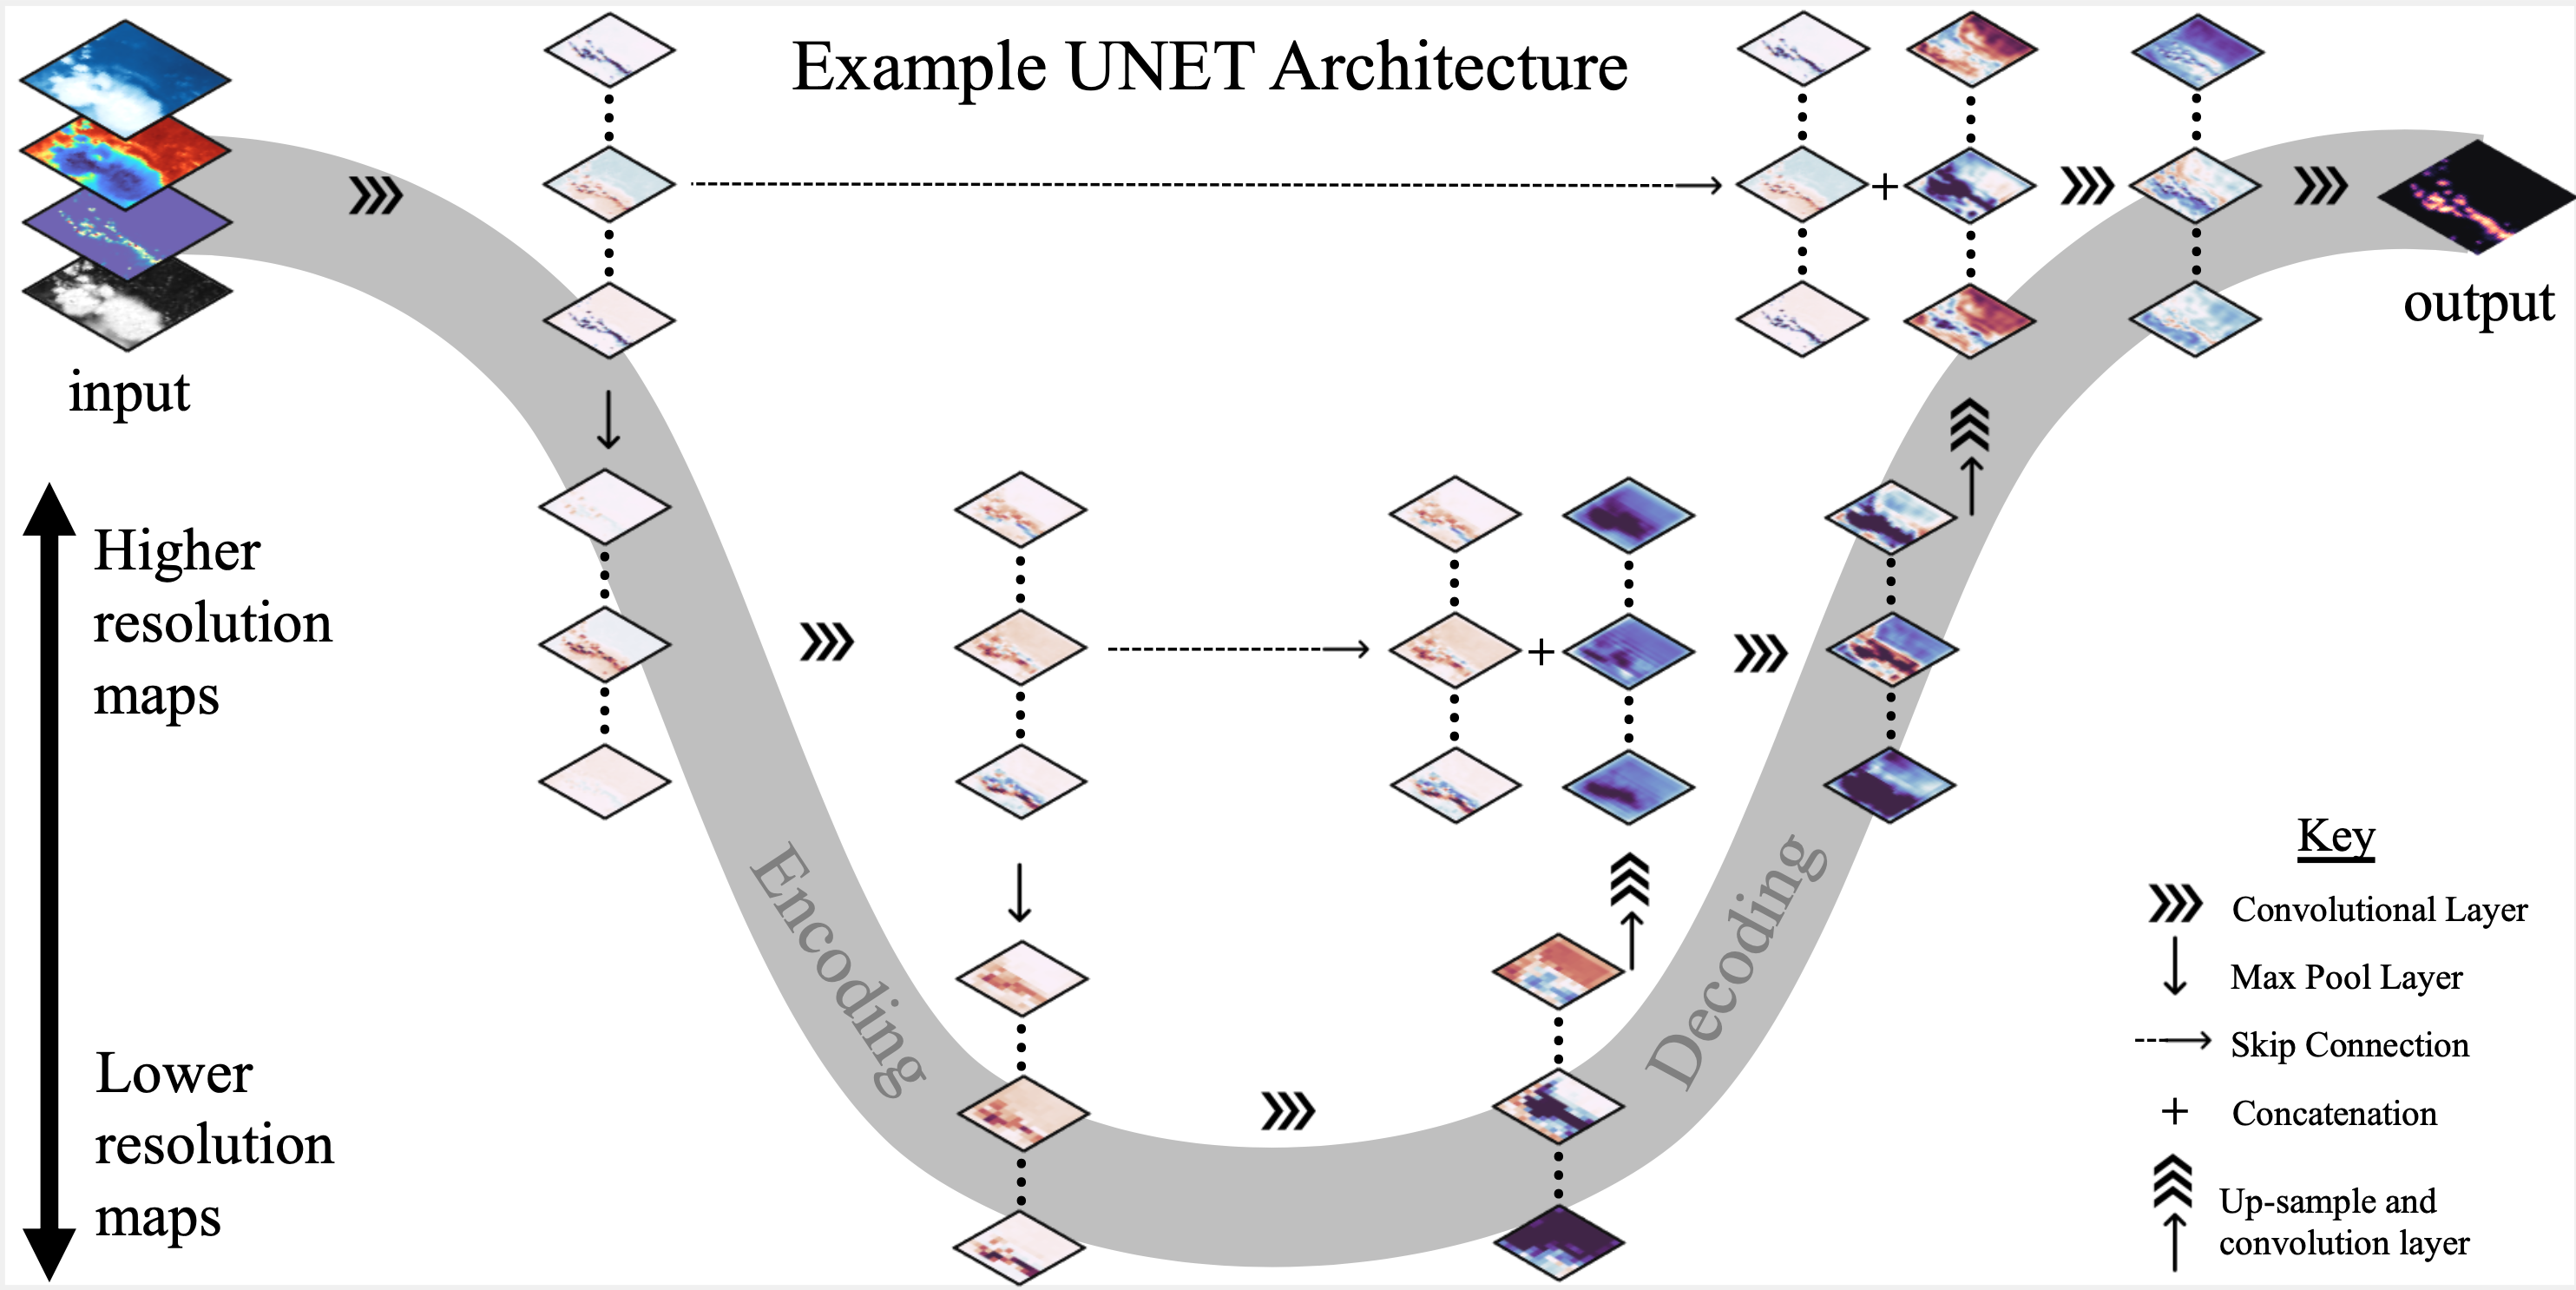 Example UNET Architecture
input
output
Higher
resolution
maps
Lower
resolution
maps
Encoding
Decoding
Key
Convolutional Layer
Max Pool Layer
Skip Connection
+ Concatenation
Up-sample and
convolution layer